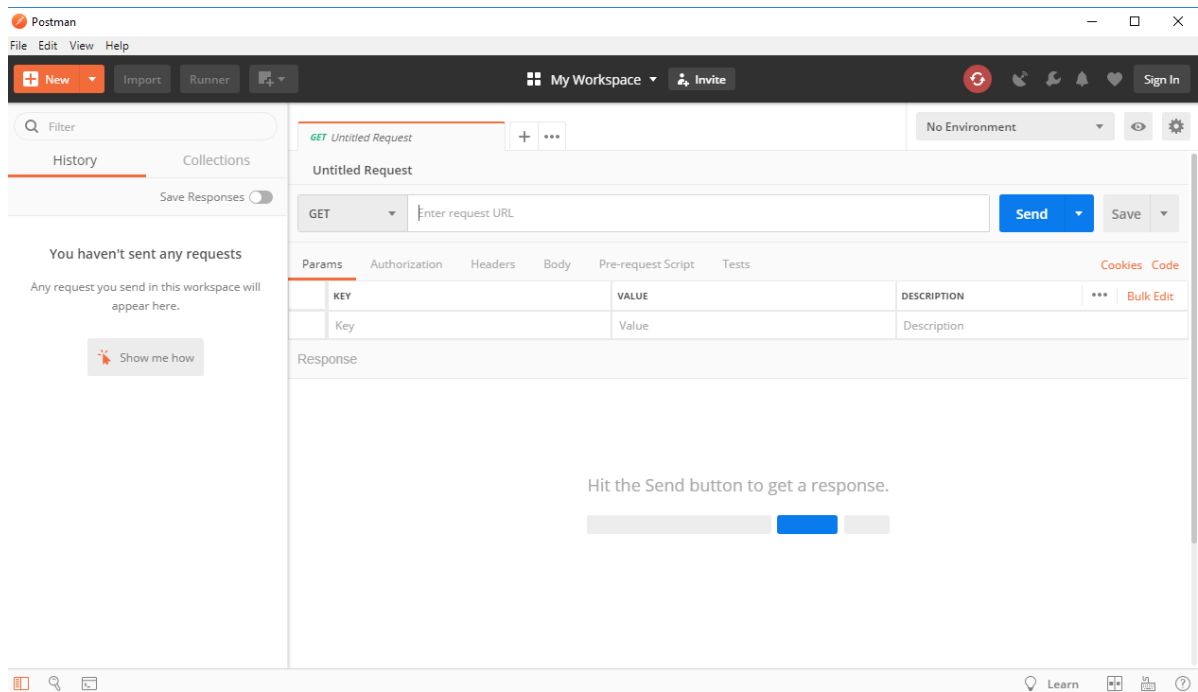 Postman
File Edit View Help
New Import Runner My Workspace Invite Sign In
Filter
History Collections
Save Responses
You haven't sent any requests
Any request you send in this workspace will
appear here.
Show me how
GET Untitled Request
No Environment
Untitled Request
GET Enter request URL Send Save
Params Authorization Headers Body Pre-request Script Tests Cookies Code
KEY VALUE DESCRIPTION Bulk Edit
Key Value Description
Response
Hit the Send button to get a response.
Learn